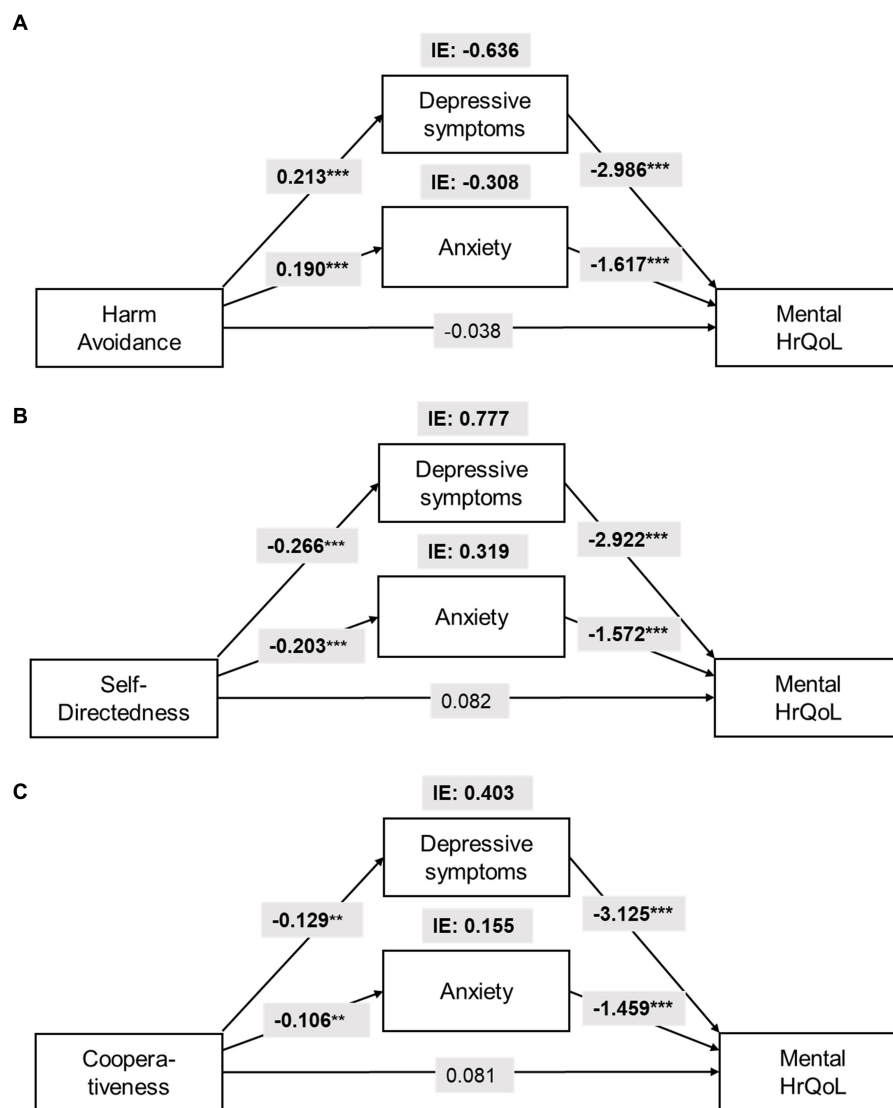 A
IE: -0.636
Depressive
symptoms
0.213***
-2.986***
IE: -0.308
Anxiety
0.190***
-1.617***
Harm
Avoidance
-0.038
Mental
HrQoL
B
IE: 0.777
Depressive
symptoms
-0.266***
-2.922***
IE: 0.319
Anxiety
-0.203***
-1.572***
Self-
Directedness
0.082
Mental
HrQoL
C
IE: 0.403
Depressive
symptoms
-0.129**
-3.125***
IE: 0.155
Anxiety
-0.106**
-1.459***
Coopera-
tiveness
0.081
Mental
HrQoL